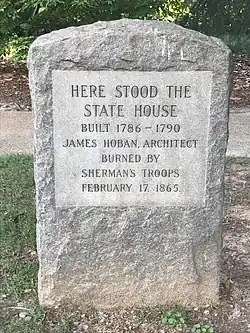 HERE STOOD THE
STATE HOUSE
BUILT 1786 - 1790
JAMES HOBAN, ARCHITECT
BURNED BY
SHERMAN'S TROOPS
FEBRUARY 17, 1865.